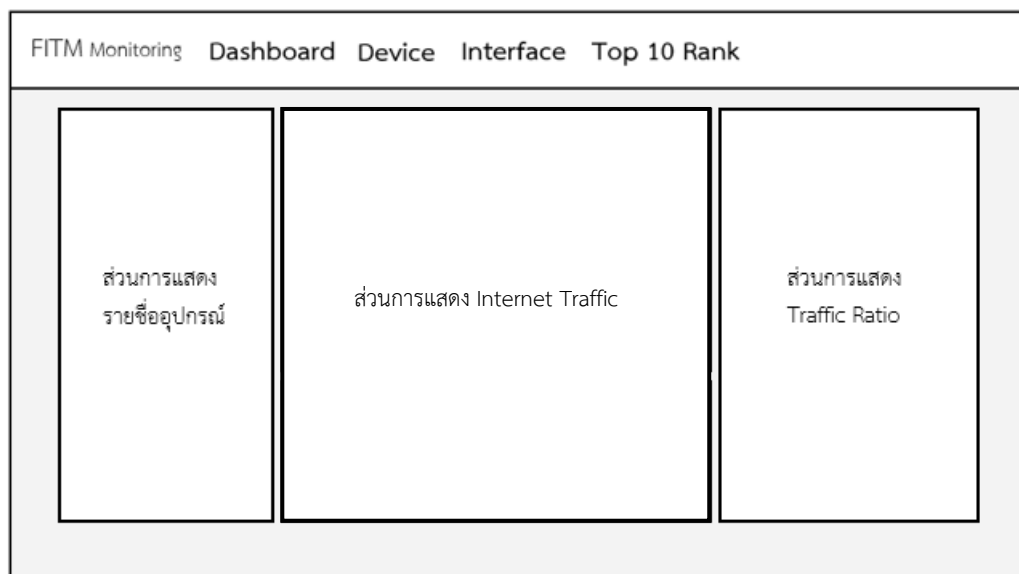 FITM Monitoring Dashboard Device Interface Top 10 Rank
ส่วนการแสดง
รายชื่ออุปกรณ์
ส่วนการแสดง Internet Traffic
ส่วนการแสดง
Traffic Ratio